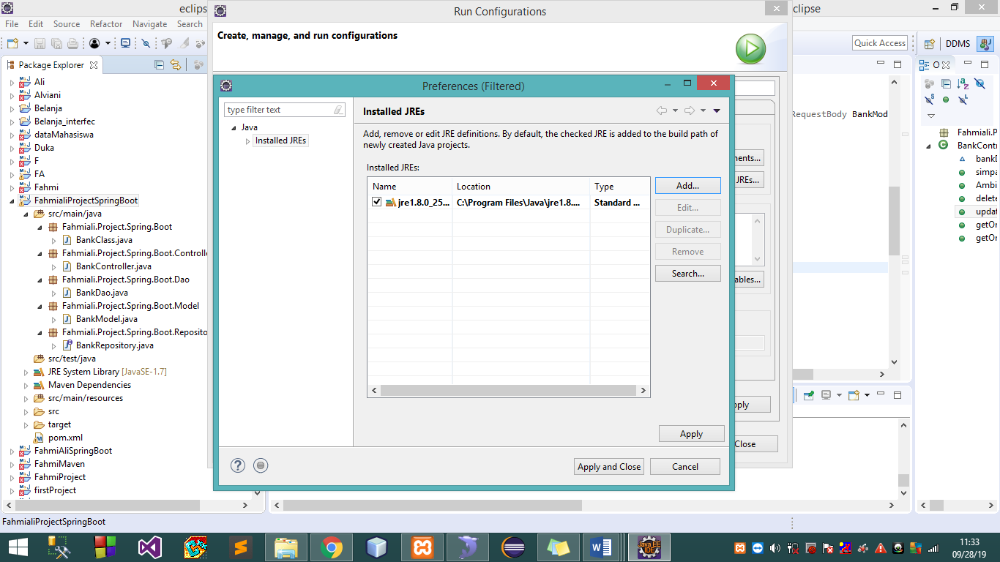 eclips
Run Configurations
clipse
File Edit Source Refactor Navigate Search
Create, manage, and run configurations
Quick Access
DDMS
Package Explorer
O
Preferences (Filtered)
Ali
Alviani
Belanja
Belanja_interfec
dataMahasiswa
Duka
F
FA
Fahmi
FahmialiProjectSpringBoot
src/main/java
Fahmiali.Project.Spring.Boot
BankClass.java
Fahmiali.Project.Spring.Boot.Controlle
BankController.java
Fahmiali.Project.Spring.Boot.Dao
BankDao.java
Fahmiali.Project.Spring.Boot.Model
BankModel.java
Fahmiali.Project.Spring.Boot.Reposito
BankRepository.java
src/test/java
JRE System Library [JavaSE-1.7]
Maven Dependencies
src/main/resources
src
target
pom.xml
FahmiAliSpringBoot
FahmiMaven
FahmiProject
firstProject
type filter text
Java
Installed JREs
Installed JREs
Add, remove or edit JRE definitions. By default, the checked JRE is added to the build path of
newly created Java projects.
Installed JREs:
Name Location Type
jre1.8.0_25... C:\Program Files\Java\jre1.8.... Standard ...
Add...
Edit...
Duplicate...
Remove
Search...
Apply
Apply and Close
Cancel
ments...
JREs...
ables...
pply
Close
RequestBody BankMod
Fahmiali.P
BankContr
bankD
simpa
Ambi
delete
updat
getOr
getOr
FahmialiProjectSpringBoot
Java EE
IDE
11:33
09/28/19